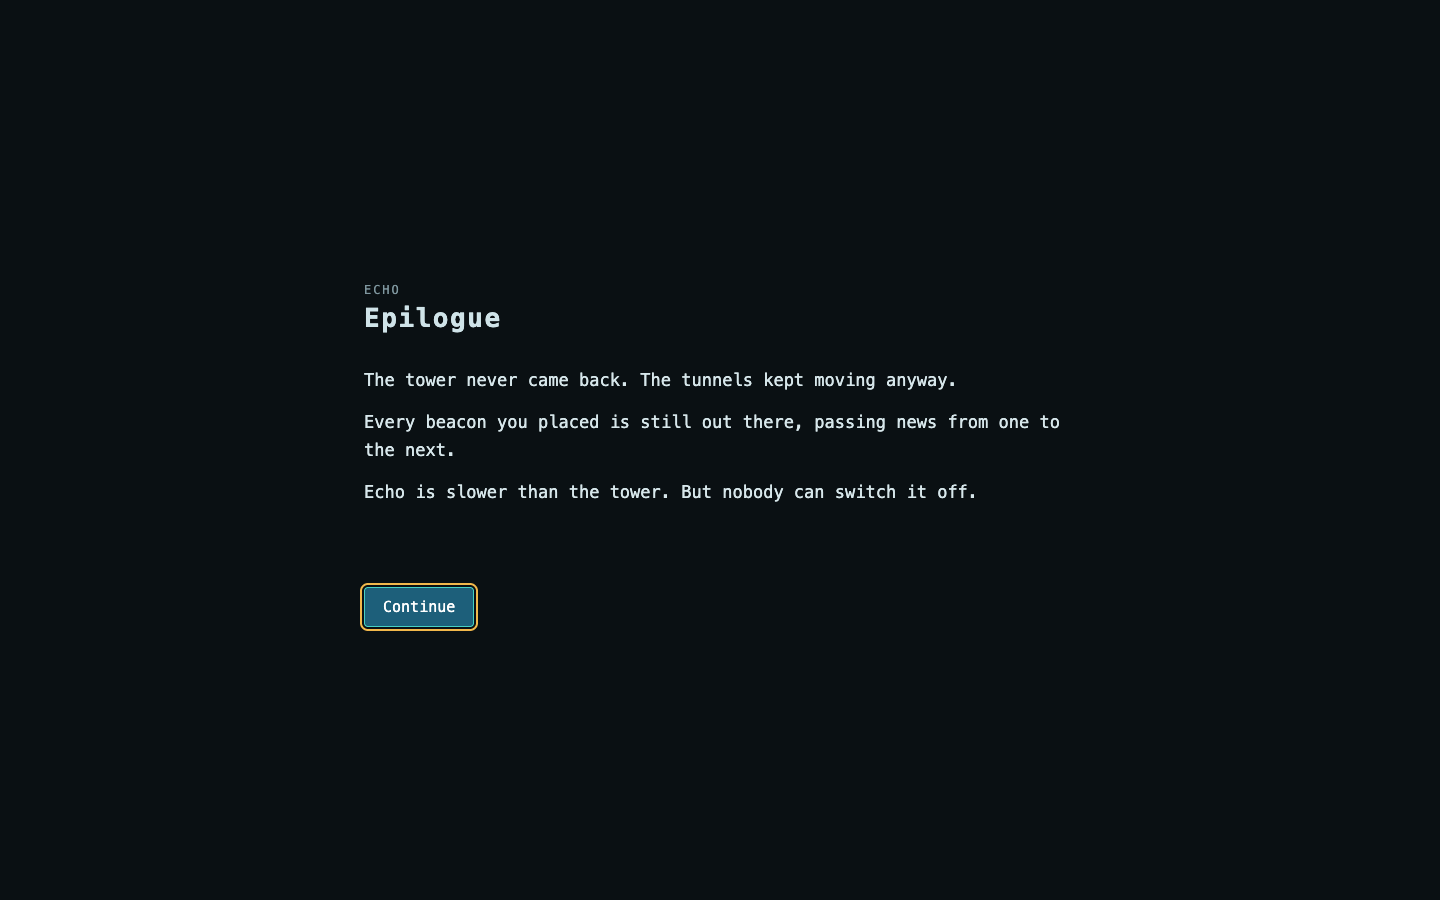 ECHO
Epilogue
The tower never came back. The tunnels kept moving anyway.
Every beacon you placed is still out there, passing news from one to
the next.
Echo is slower than the tower. But nobody can switch it off.
Continue